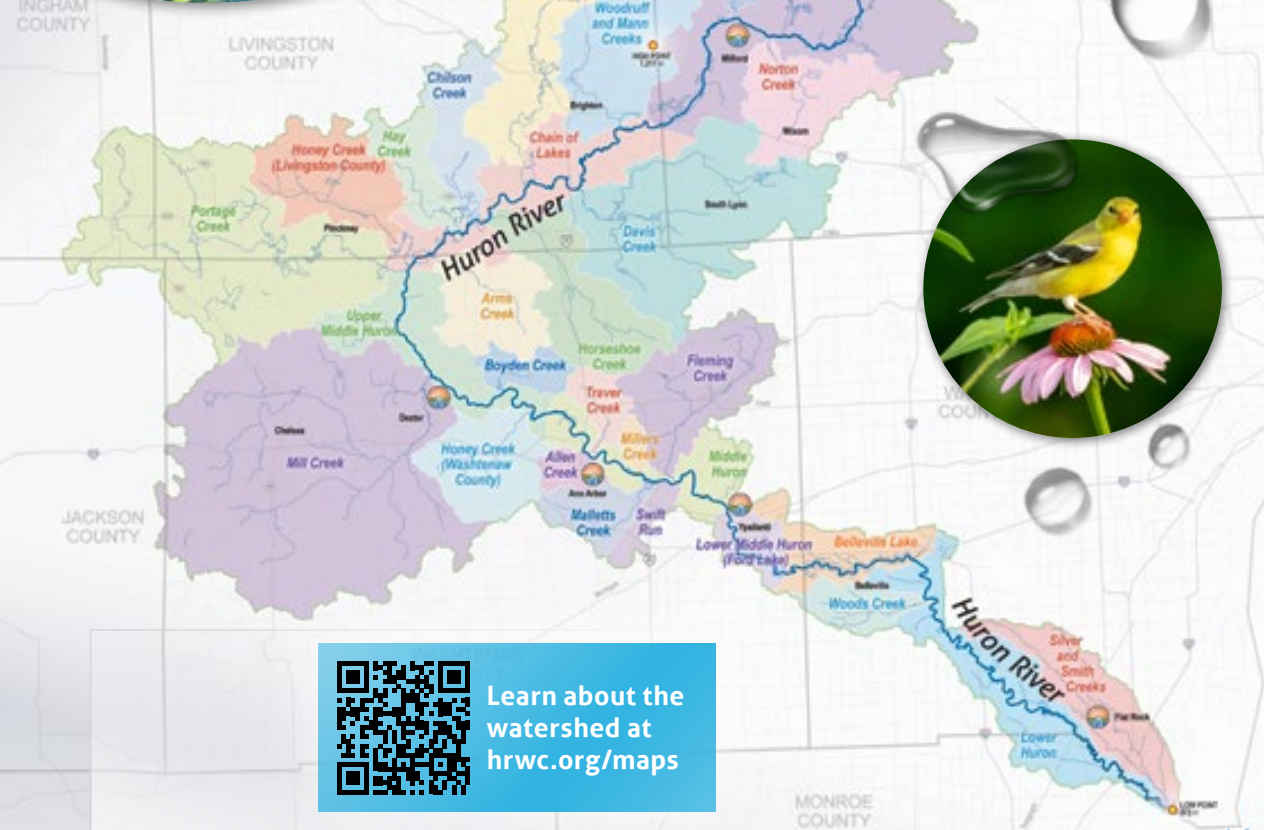 INGHAM
COUNTY
LIVINGSTON
COUNTY
Woodruff
and Mann
Creeks
HIGH POINT
Milford
Chilson
Creek
Norton
Creek
Brighton
Wixom
Chain of
Lakes
Hay
Creek
Honey Creek
(Livingston County)
Portage
Creek
Pinckney
South Lyon
Huron River
Davis
Creek
Arms
Creek
Upper
Middle Huron
Horseshoe
Creek
Boyden Creek
Fleming
Creek
Traver
Creek
Dexter
Chelsea
Mill Creek
Honey Creek
(Washtenaw
County)
Allen
Creek
Millers
Creek
Middle
Huron
Ann Arbor
Malletts
Creek
Swift
Run
Ypsilanti
JACKSON
COUNTY
Lower Middle Huron
(Ford Lake)
Belleville Lake
Belleville
Woods Creek
Huron River
Silver
and
Smith
Creeks
Flat Rock
Lower
Huron
WASHTENAW
Learn about the
watershed at
hrwc.org/maps
MONROE
COUNTY
LOW POINT